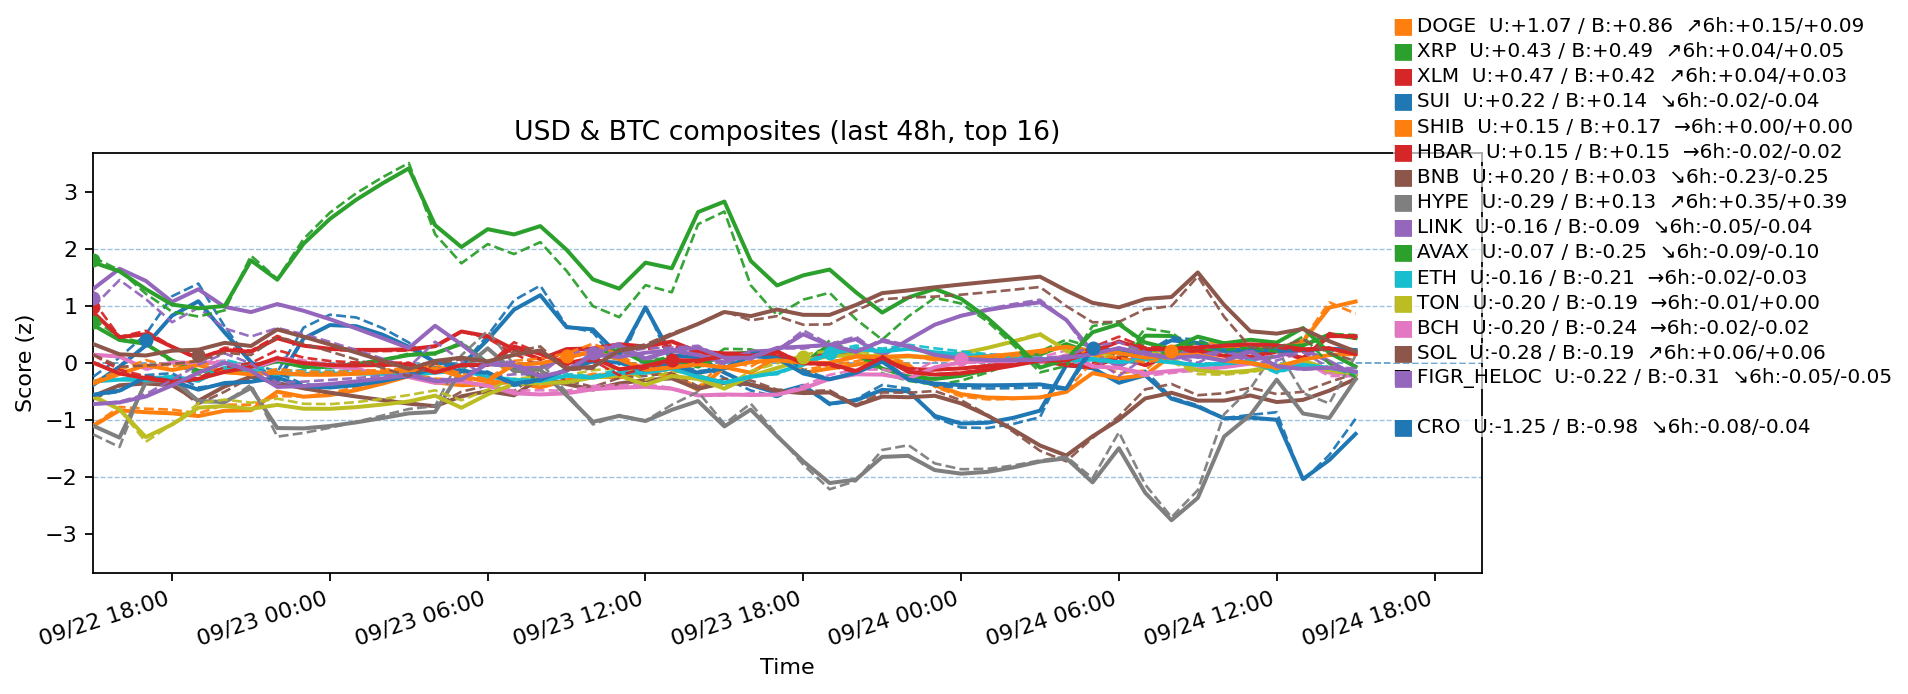 DOGE  U:+1.07 / B:+0.86  ↗6h:+0.15/+0.09
XRP  U:+0.43 / B:+0.49  ↗6h:+0.04/+0.05
XLM  U:+0.47 / B:+0.42  ↗6h:+0.04/+0.03
SUI  U:+0.22 / B:+0.14  ↘6h:-0.02/-0.04
SHIB  U:+0.15 / B:+0.17  →6h:+0.00/+0.00
HBAR  U:+0.15 / B:+0.15  →6h:-0.02/-0.02
BNB  U:+0.20 / B:+0.03  ↘6h:-0.23/-0.25
HYPE  U:-0.29 / B:+0.13  ↗6h:+0.35/+0.39
LINK  U:-0.16 / B:-0.09  ↘6h:-0.05/-0.04
AVAX  U:-0.07 / B:-0.25  ↘6h:-0.09/-0.10
ETH  U:-0.16 / B:-0.21  →6h:-0.02/-0.03
TON  U:-0.20 / B:-0.19  →6h:-0.01/+0.00
BCH  U:-0.20 / B:-0.24  →6h:-0.02/-0.02
SOL  U:-0.28 / B:-0.19  ↗6h:+0.06/+0.06
FIGR_HELOC  U:-0.22 / B:-0.31  ↘6h:-0.05/-0.05
CRO  U:-1.25 / B:-0.98  ↘6h:-0.08/-0.04
USD & BTC composites (last 48h, top 16)
Score (z)
3
2
1
0
−1
−2
−3
09/22 18:00
09/23 00:00
09/23 06:00
09/23 12:00
09/23 18:00
09/24 00:00
09/24 06:00
09/24 12:00
09/24 18:00
Time